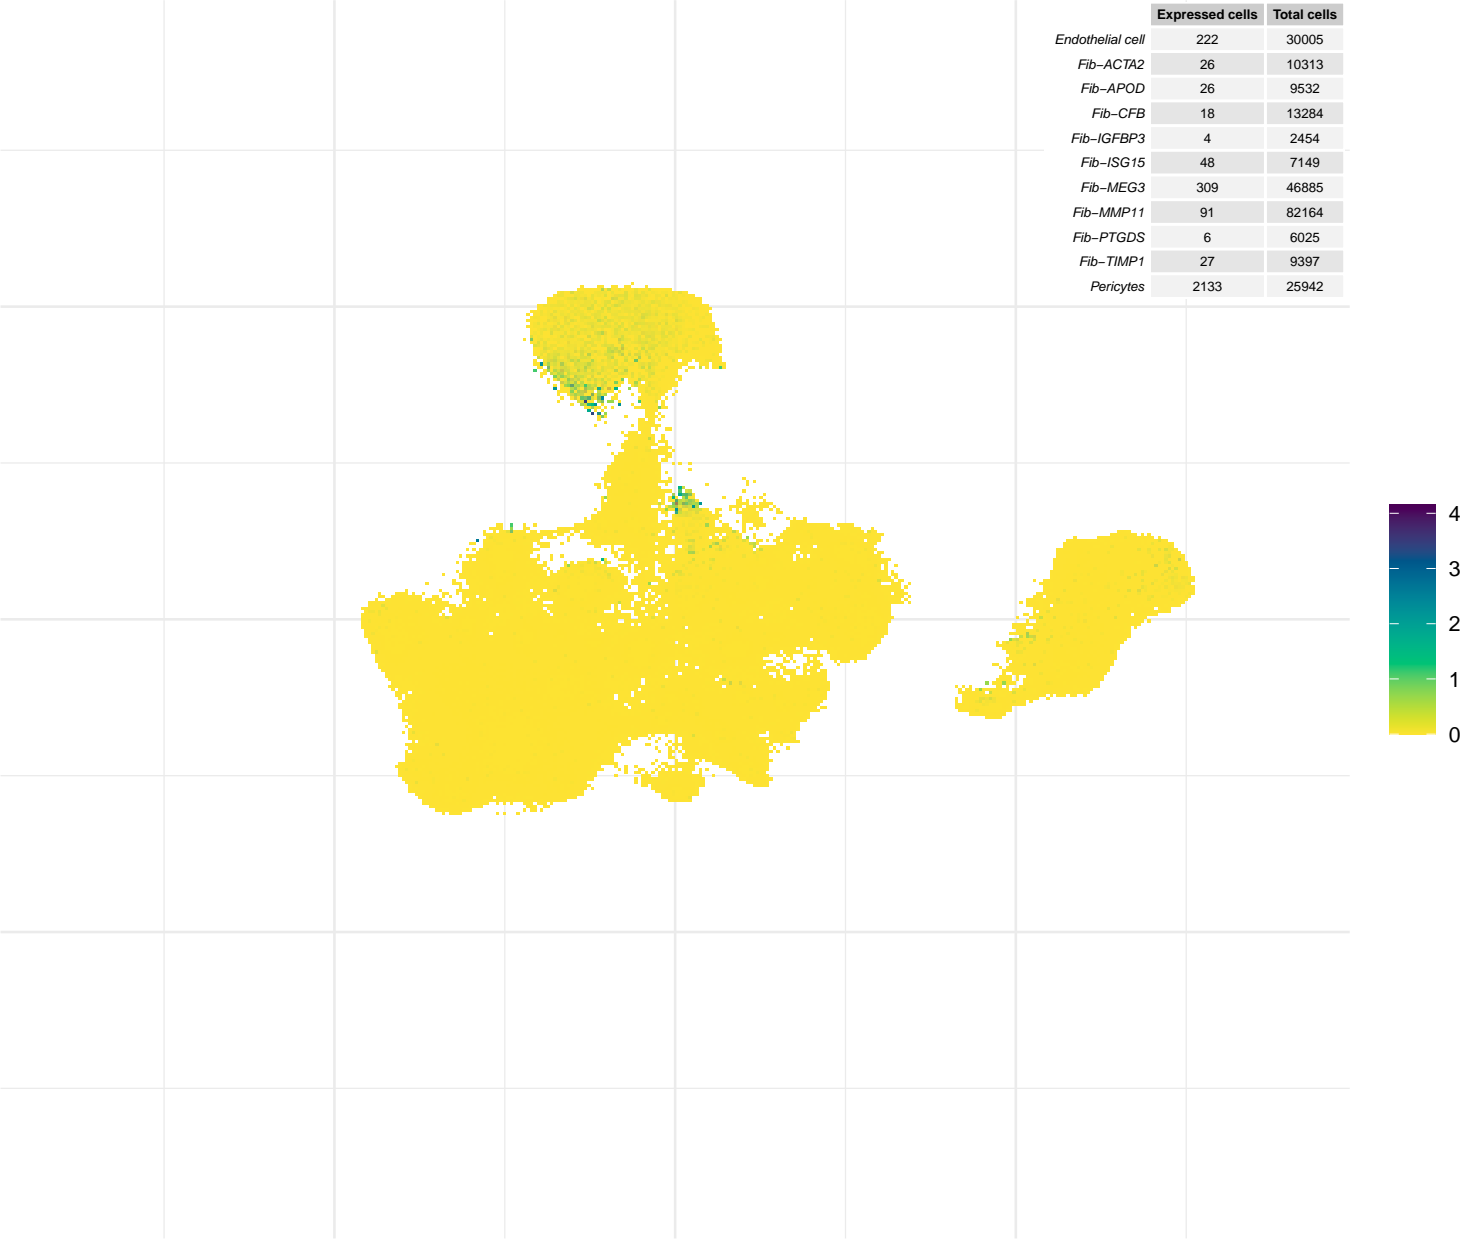 Expressed cells Total cells
Endothelial cell 222 30005
Fib−ACTA2 26 10313
Fib−APOD 26 9532
Fib−CFB 18 13284
Fib−IGFBP3 4 2454
Fib−ISG15 48 7149
Fib−MEG3 309 46885
Fib−MMP11 91 82164
Fib−PTGDS 6 6025
Fib−TIMP1 27 9397
Pericytes 2133 25942
4
3
2
1
0